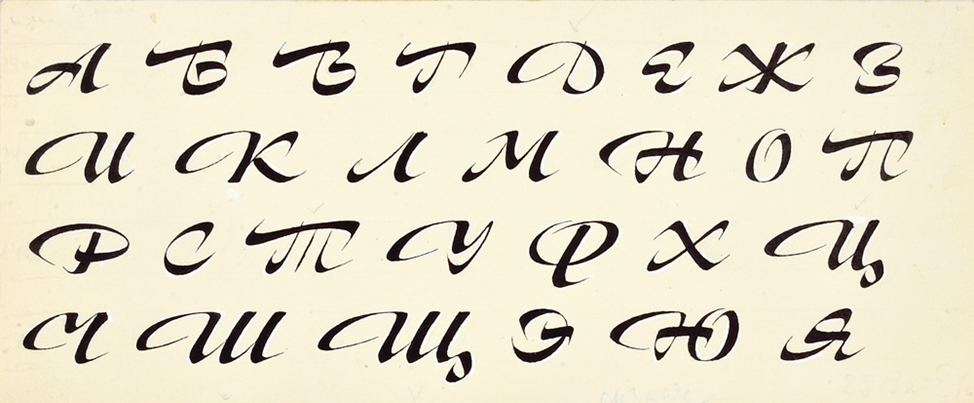 А Б В Г Д Е Ж З
И К Л М Н О П
Р С Т У Ф Х Ц
Ч Ш Щ Э Ю Я